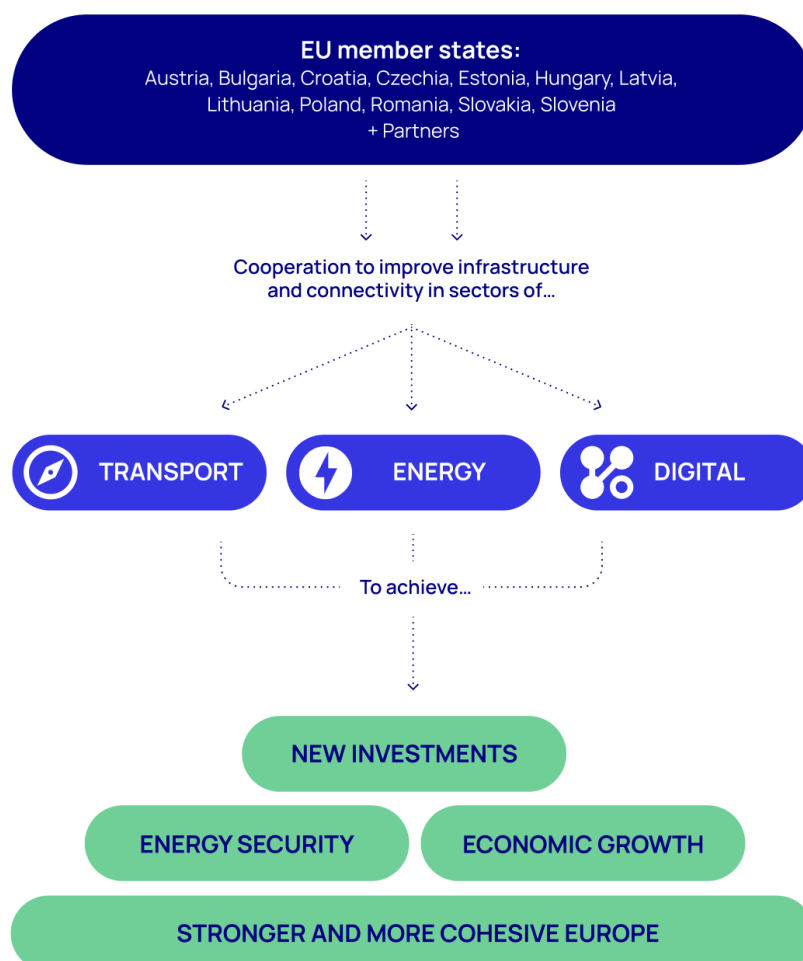 EU member states:
Austria, Bulgaria, Croatia, Czechia, Estonia, Hungary, Latvia,
Lithuania, Poland, Romania, Slovakia, Slovenia
+ Partners
Cooperation to improve infrastructure
and connectivity in sectors of…
TRANSPORT
ENERGY
DIGITAL
To achieve…
NEW INVESTMENTS
ENERGY SECURITY
ECONOMIC GROWTH
STRONGER AND MORE COHESIVE EUROPE